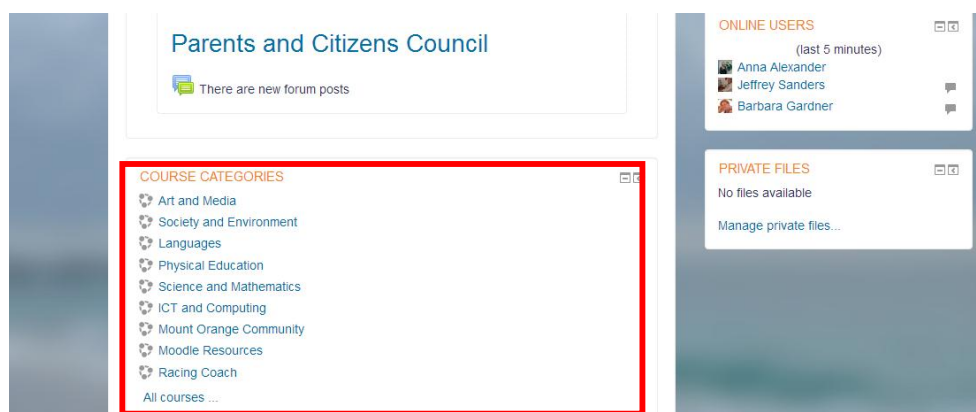 Parents and Citizens Council
There are new forum posts
COURSE CATEGORIES
Art and Media
Society and Environment
Languages
Physical Education
Science and Mathematics
ICT and Computing
Mount Orange Community
Moodle Resources
Racing Coach
All courses ...
ONLINE USERS
(last 5 minutes)
Anna Alexander
Jeffrey Sanders
Barbara Gardner
PRIVATE FILES
No files available
Manage private files...